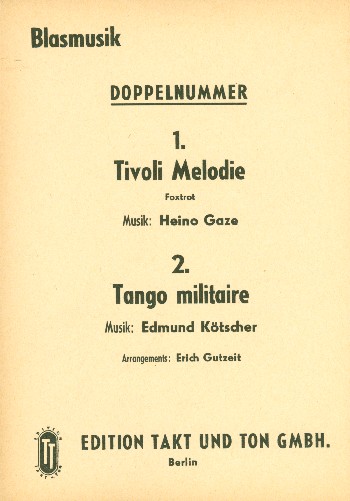 Blasmusik
DOPPELNUMMER
1.
Tivoli Melodie
Foxtrot
Musik: Heino Gaze
2.
Tango militaire
Musik: Edmund Kötscher
Arrangements: Erich Gutzeit
TT
EDITION TAKT UND TON GMBH.
Berlin